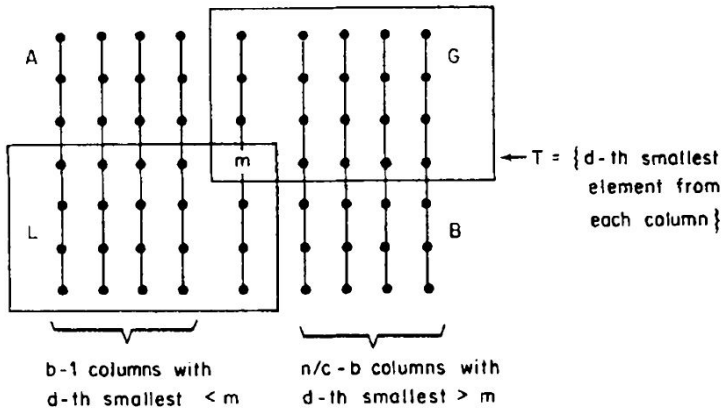 A
G
m
T = {d-th smallest
element from
each column}
L
B
b-1 columns with
d-th smallest < m
n/c-b columns with
d-th smallest > m